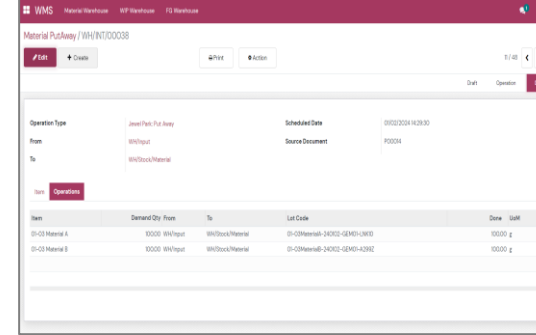 WMS Material Warehouse WIP Warehouse FG Warehouse
Material PutAway / WH/INT/00038
Edit + Create Print Action
11 / 40
Draft Operation
Operation Type Jewel Park: Put Away Scheduled Date 01/02/2024 14:29:30
From WH/Input Source Document P00014
To WH/Stock/Material
Item Operations
Item Demand Qty From To Lot Code Done UoM
01-03 Material A 100.00 WH/Input WH/Stock/Material 100.00 g
01-03 Material B 100.00 WH/Input WH/Stock/Material 100.00 g